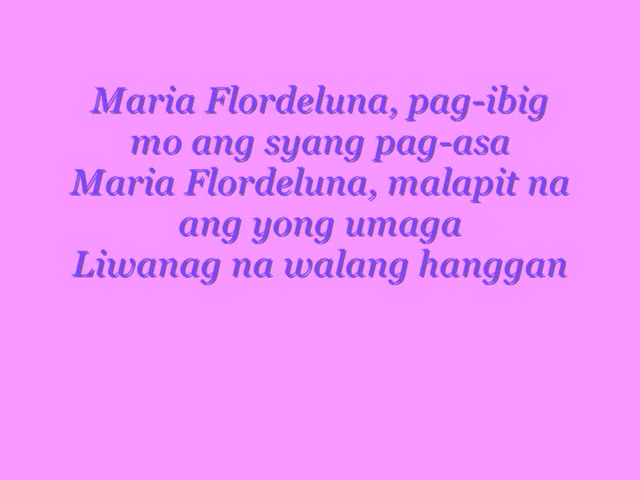 Maria Flordeluna, pag-ibig
mo ang syang pag-asa
Maria Flordeluna, malapit na
ang yong umaga
Liwanag na walang hanggan